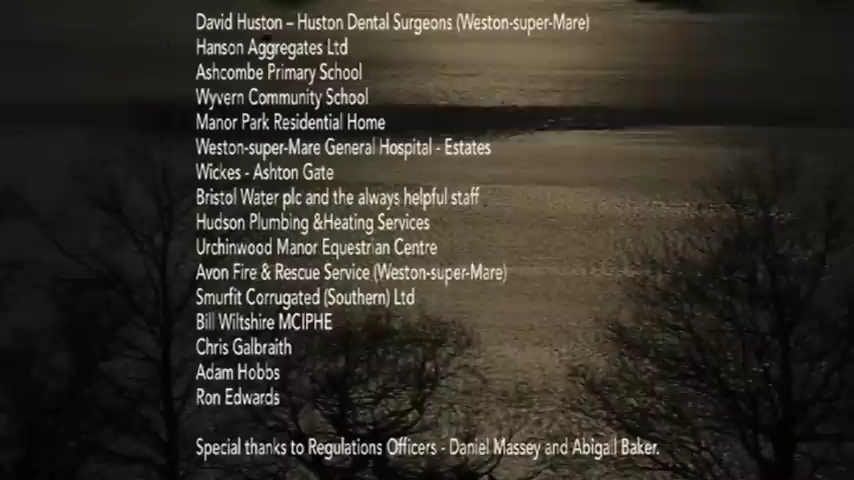 David Huston – Huston Dental Surgeons (Weston-super-Mare)
Hanson Aggregates Ltd
Ashcombe Primary School
Wyvern Community School
Manor Park Residential Home
Weston-super-Mare General Hospital - Estates
Wickes - Ashton Gate
Bristol Water plc and the always helpful staff
Hudson Plumbing &Heating Services
Urchinwood Manor Equestrian Centre
Avon Fire & Rescue Service (Weston-super-Mare)
Smurfit Corrugated (Southern) Ltd
Bill Wiltshire MCIPHE
Chris Galbraith
Adam Hobbs
Ron Edwards
Special thanks to Regulations Officers - Daniel Massey and Abigail Baker.